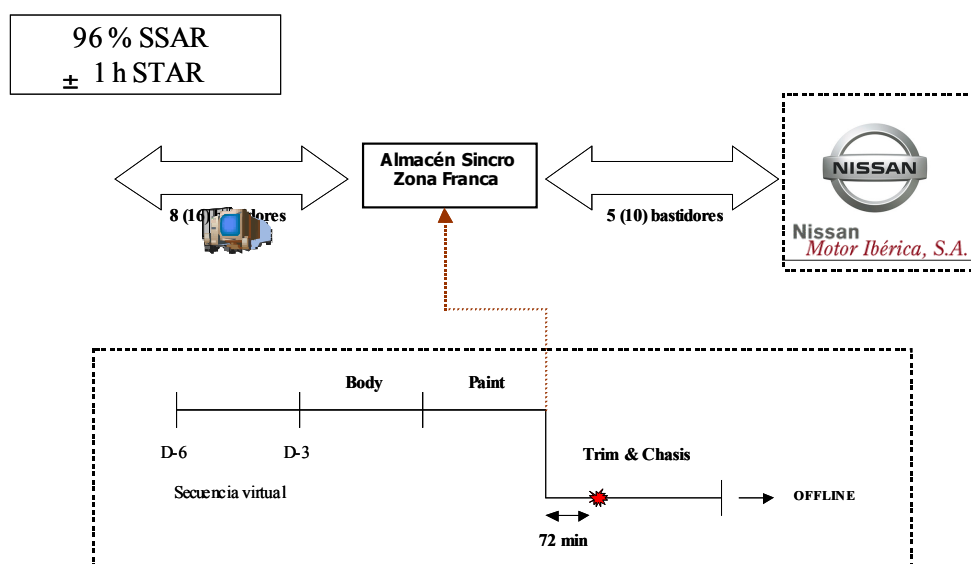 96 % SSAR
± 1 h STAR
Almacén Sincro
Zona Franca
8 (16)
5 (10) bastidores
NISSAN
Nissan
Motor Ibérica, S.A.
Body
Paint
D-6
D-3
Trim & Chasis
Secuencia virtual
OFFLINE
72 min